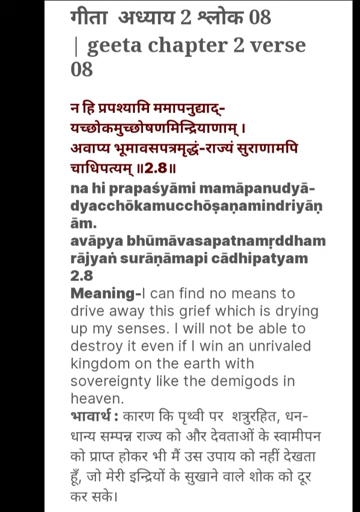 गीता अध्याय 2 श्लोक 08
| geeta chapter 2 verse
08
न हि प्रपश्यामि ममापनुद्याद्-
यच्छोकमुच्छोषणमिन्द्रियाणाम् ।
अवाप्य भूमावसपत्नमृद्धं-राज्यं सुराणामपि
चाधिपत्यम् ॥2.8॥
na hi prapaśyāmi mamāpanudyā-
dyacchōkamucchōṣaṇamindriyāṇ
ām.
avāpya bhūmāvasapatnamṛddham
rājyaṅ surāṇāmapi cādhipatyam
2.8
Meaning-I can find no means to
drive away this grief which is drying
up my senses. I will not be able to
destroy it even if I win an unrivaled
kingdom on the earth with
sovereignty like the demigods in
heaven.
भावार्थ : कारण कि पृथ्वी पर शत्रुरहित, धन-
धान्य सम्पन्न राज्य को और देवताओं के स्वामीपन
को प्राप्त होकर भी मैं उस उपाय को नहीं देखता
हूँ, जो मेरी इन्द्रियों के सुखाने वाले शोक को दूर
कर सके।